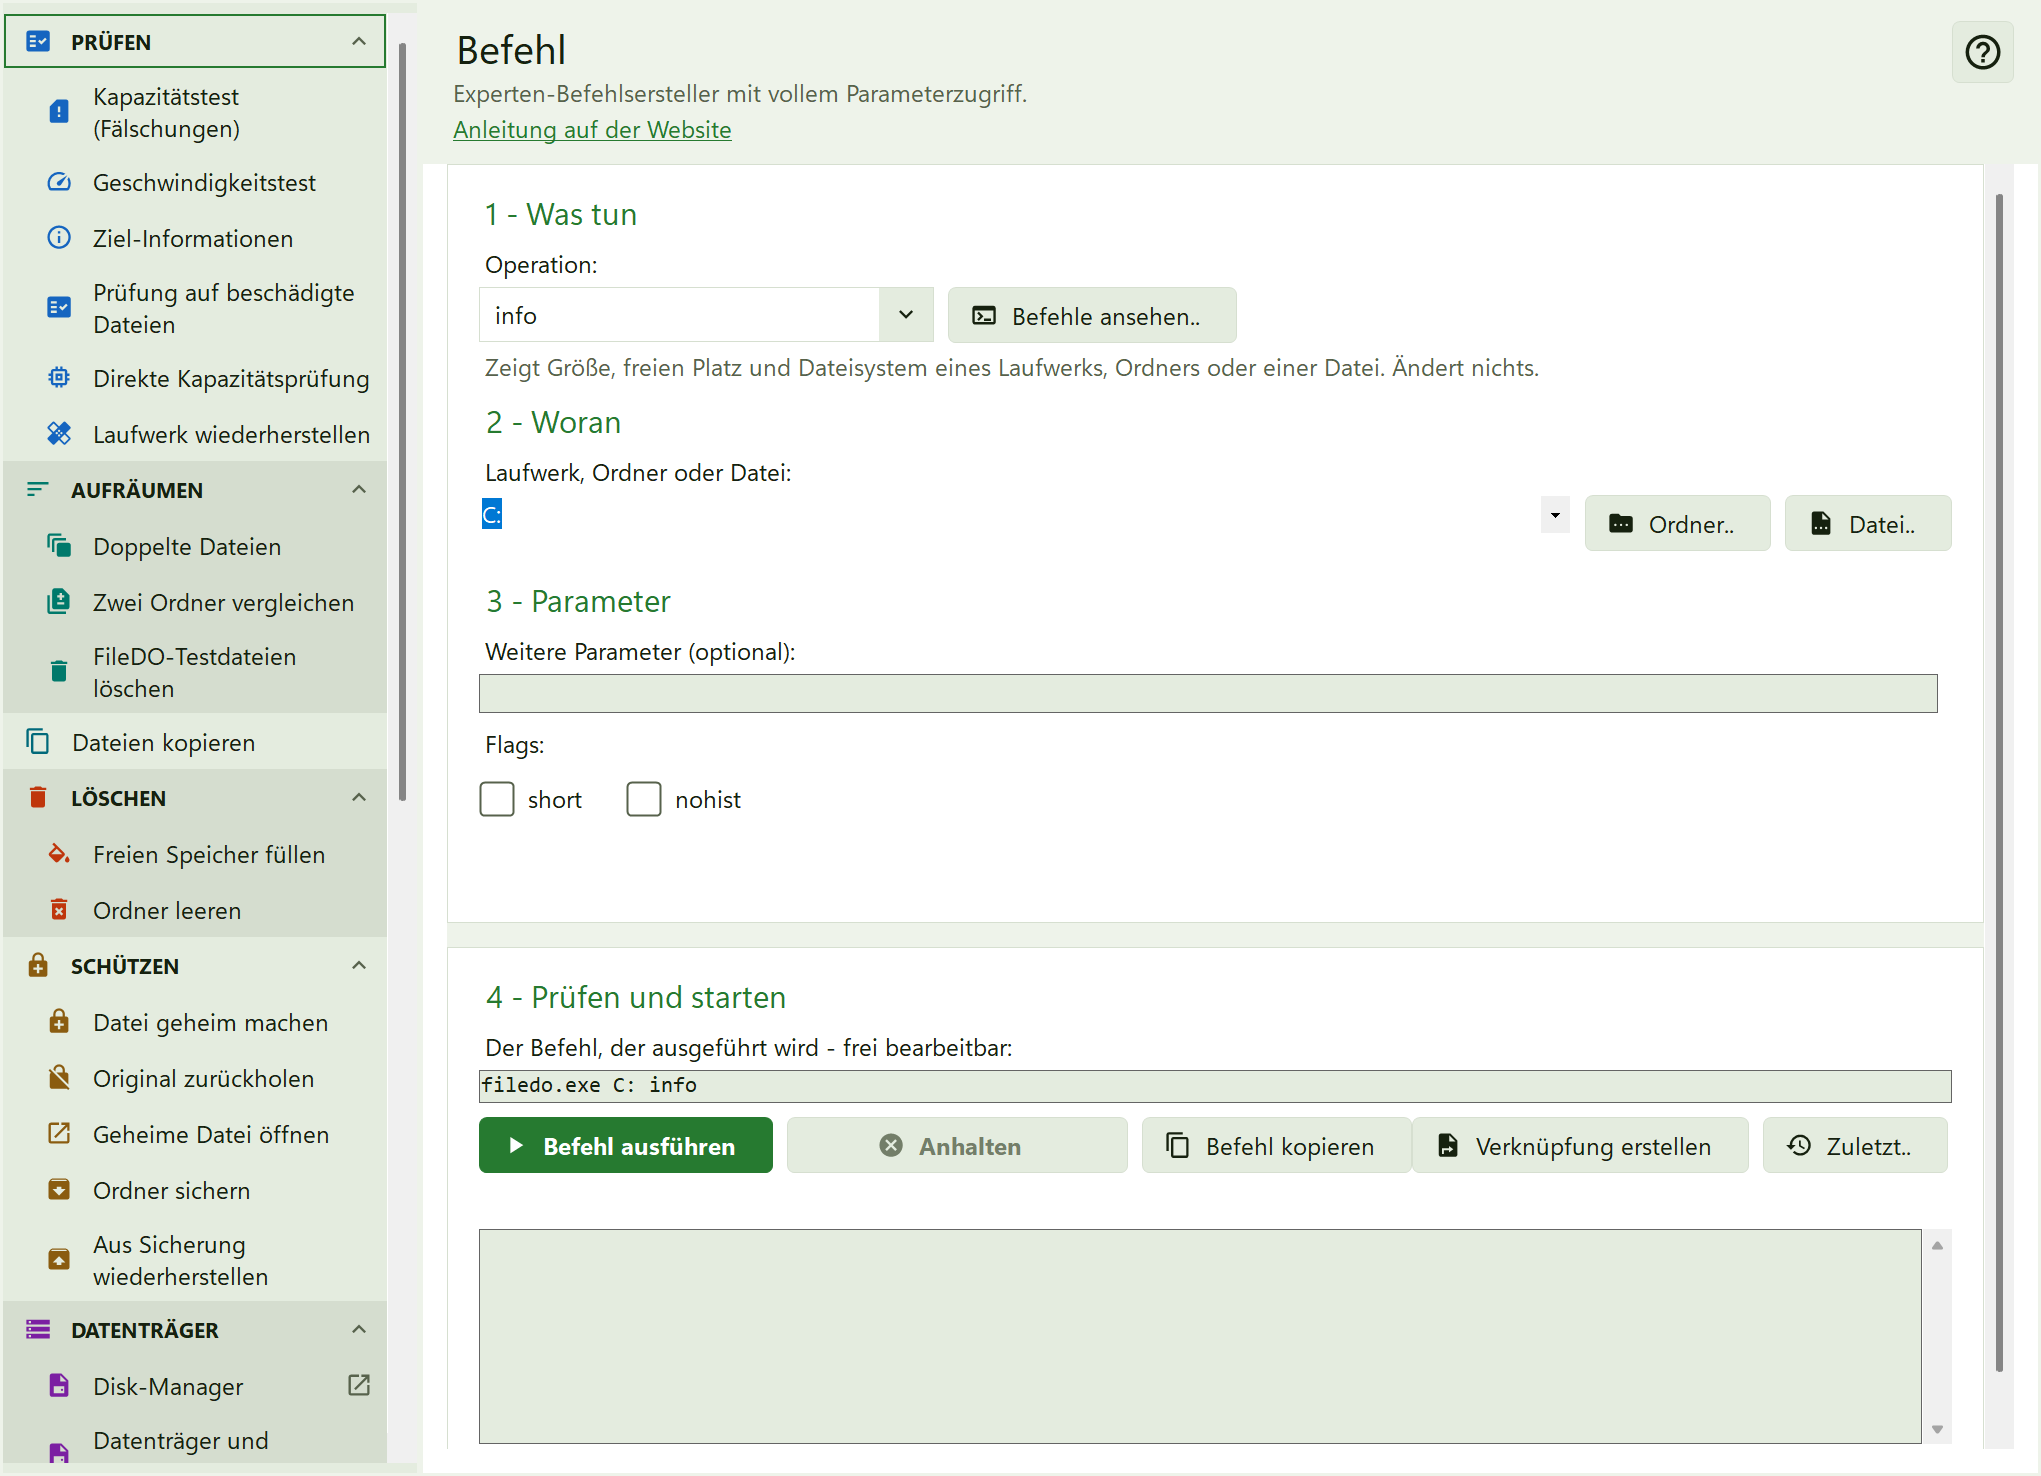 PRÜFEN
Kapazitätstest
(Fälschungen)
Geschwindigkeitstest
Ziel-Informationen
Prüfung auf beschädigte
Dateien
Direkte Kapazitätsprüfung
Laufwerk wiederherstellen
AUFRÄUMEN
Doppelte Dateien
Zwei Ordner vergleichen
FileDO-Testdateien
löschen
Dateien kopieren
LÖSCHEN
Freien Speicher füllen
Ordner leeren
SCHÜTZEN
Datei geheim machen
Original zurückholen
Geheime Datei öffnen
Ordner sichern
Aus Sicherung
wiederherstellen
DATENTRÄGER
Disk-Manager
Datenträger und
Befehl
Experten-Befehlsersteller mit vollem Parameterzugriff.
Anleitung auf der Website
1 - Was tun
Operation:
info
Befehle ansehen..
Zeigt Größe, freien Platz und Dateisystem eines Laufwerks, Ordners oder einer Datei. Ändert nichts.
2 - Woran
Laufwerk, Ordner oder Datei:
C:
Ordner..
Datei..
3 - Parameter
Weitere Parameter (optional):
Flags:
short
nohist
4 - Prüfen und starten
Der Befehl, der ausgeführt wird - frei bearbeitbar:
filedo.exe C: info
Befehl ausführen
Anhalten
Befehl kopieren
Verknüpfung erstellen
Zuletzt..